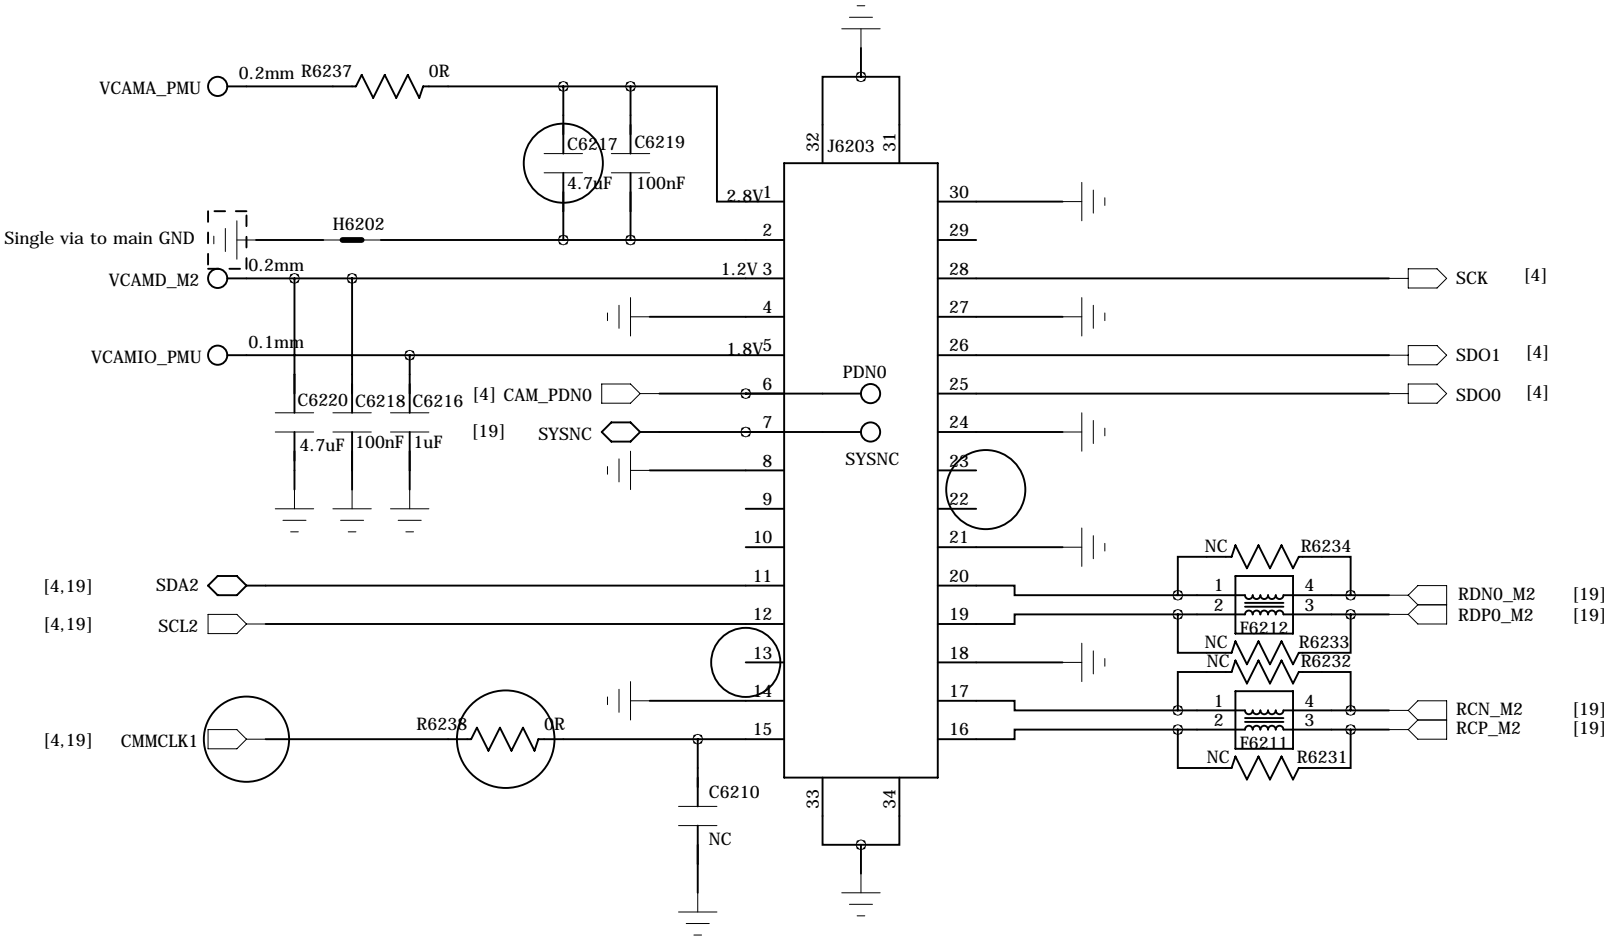 VCAMA_PMU 0.2mm R6237 0R
32 J6203 31
C6217 C6219
4.7uF 100nF
2.8V 1 30
Single via to main GND H6202 2 29
VCAMD_M2 0.2mm 1.2V 3 28 SCK [4]
4 27
VCAMIO_PMU 0.1mm 1.8V 5 26 SDO1 [4]
PDN0
C6220 C6218 C6216 [4] CAM_PDN0 6 25 SDO0 [4]
4.7uF 100nF 1uF [19] SYSNC 7 24
SYSNC
8 23
9 22
10 21
NC R6234
[4,19] SDA2 11 20 1 4 RDN0_M2 [19]
[4,19] SCL2 12 19 2 3 RDP0_M2 [19]
F6212
NC R6233
13 18 NC R6232
14 17 1 4 RCN_M2 [19]
[4,19] CMMCLK1 R6238 0R 15 16 2 3 RCP_M2 [19]
F6211
NC R6231
C6210 33 34
NC